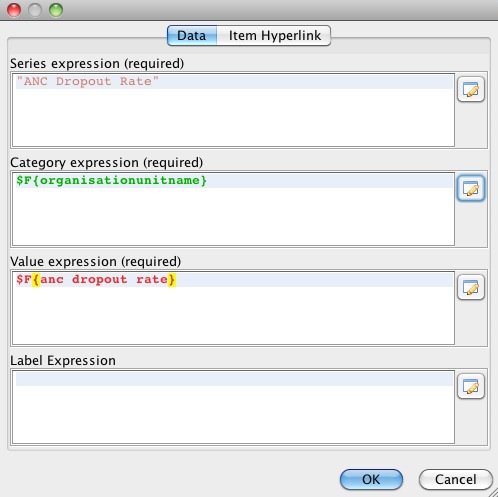 Data
Item Hyperlink
Series expression (required)
"ANC Dropout Rate"
Category expression (required)
$F{organisationunitname}
Value expression (required)
$F{anc dropout rate}
Label Expression
OK
Cancel